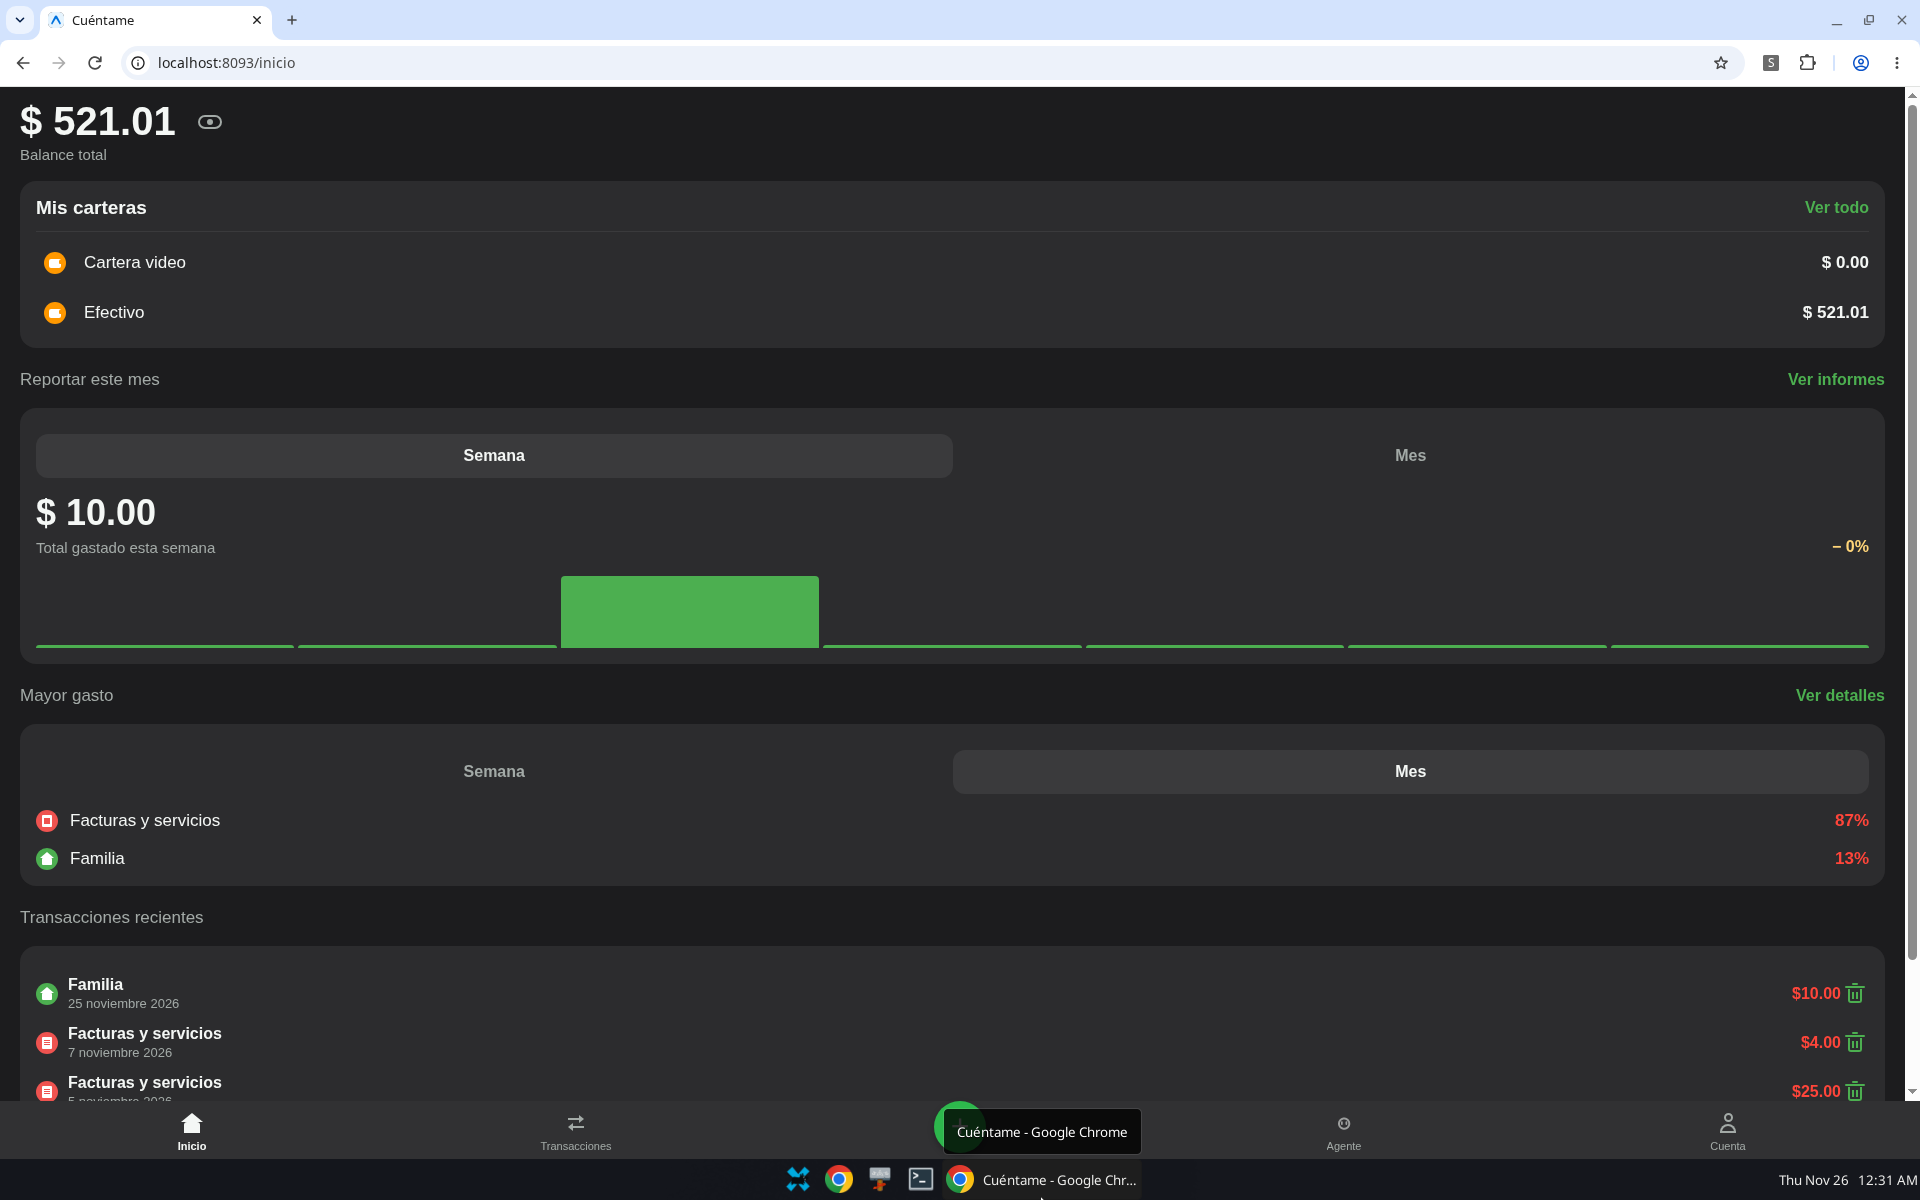 Cuéntame
localhost:8093/inicio
S
$ 521.01
Balance total
Mis carteras
Ver todo
Cartera video
$ 0.00
Efectivo
$ 521.01
Reportar este mes
Ver informes
Semana
Mes
$ 10.00
Total gastado esta semana
– 0%
Mayor gasto
Ver detalles
Semana
Mes
Facturas y servicios
87%
Familia
13%
Transacciones recientes
Familia
25 noviembre 2026
$10.00
Facturas y servicios
7 noviembre 2026
$4.00
Facturas y servicios
5 noviembre 2026
$25.00
Inicio
Transacciones
Cuéntame - Google Chrome
Agente
Cuenta
Cuéntame - Google Chr...
Thu Nov 26 12:31 AM